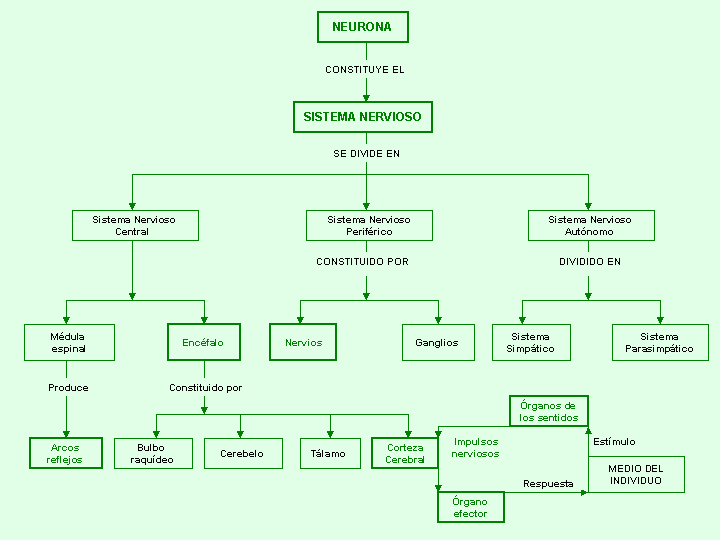 NEURONA
CONSTITUYE EL
SISTEMA NERVIOSO
SE DIVIDE EN
Sistema Nervioso
Central
Sistema Nervioso
Periférico
Sistema Nervioso
Autónomo
CONSTITUIDO POR
DIVIDIDO EN
Médula
espinal
Encéfalo
Nervios
Ganglios
Sistema
Simpático
Sistema
Parasimpático
Produce
Constituido por
Arcos
reflejos
Bulbo
raquídeo
Cerebelo
Tálamo
Corteza
Cerebral
Impulsos
nerviosos
Órganos de
los sentidos
Estímulo
MEDIO DEL
INDIVIDUO
Respuesta
Órgano
efector